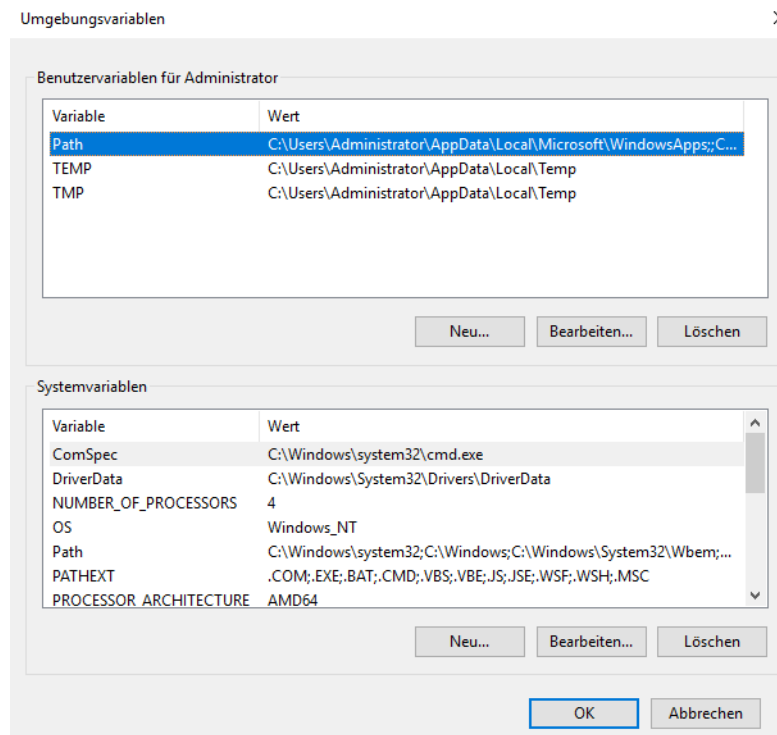 Umgebungsvariablen
Benutzervariablen für Administrator
Variable Wert
Path C:\Users\Administrator\AppData\Local\Microsoft\WindowsApps;;C...
TEMP C:\Users\Administrator\AppData\Local\Temp
TMP C:\Users\Administrator\AppData\Local\Temp
Neu... Bearbeiten... Löschen
Systemvariablen
Variable Wert
ComSpec C:\Windows\system32\cmd.exe
DriverData C:\Windows\System32\Drivers\DriverData
NUMBER_OF_PROCESSORS 4
OS Windows_NT
Path C:\Windows\system32;C:\Windows;C:\Windows\System32\Wbem;...
PATHEXT .COM;.EXE;.BAT;.CMD;.VBS;.VBE;.JS;.JSE;.WSF;.WSH;.MSC
PROCESSOR_ARCHITECTURE AMD64
Neu... Bearbeiten... Löschen
OK Abbrechen